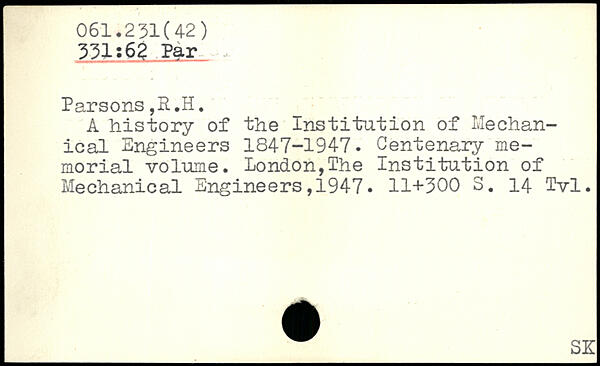 061.231(42)
331:62 Par
Parsons,R.H.
A history of the Institution of Mechan-
ical Engineers 1847-1947. Centenary me-
morial volume. London,The Institution of
Mechanical Engineers,1947. 11+300 S. 14 Tvl.
SK